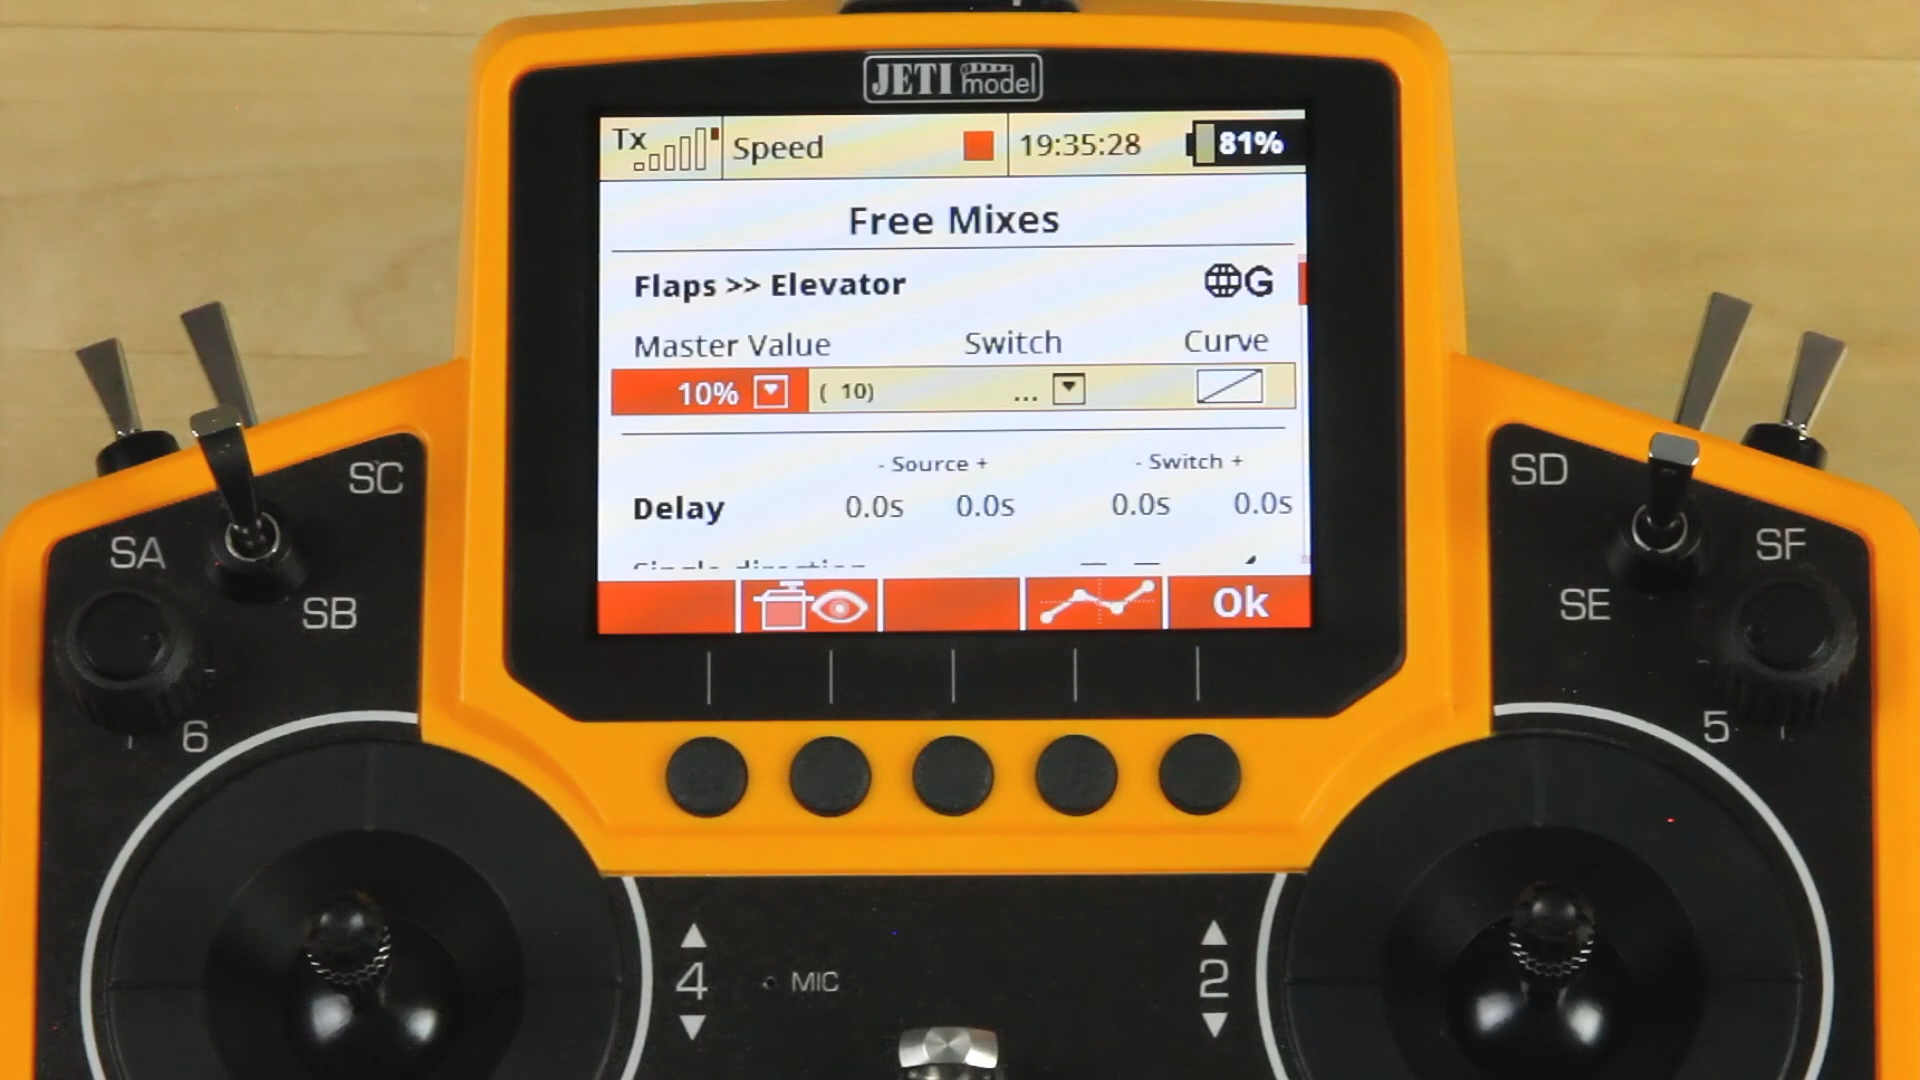 JETI model
Tx Speed 19:35:28 81%
Free Mixes
Flaps >> Elevator G
Master Value Switch Curve
10% ( 10) ...
- Source + - Switch +
Delay 0.0s 0.0s 0.0s 0.0s
Single direction
Ok
SC
SA
SB
6
SD
SF
SE
5
4
MIC
2